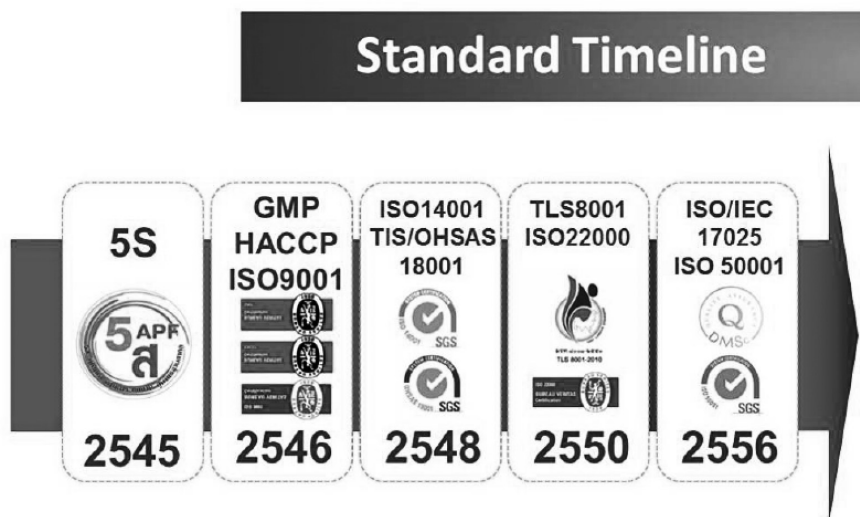 Standard Timeline
5S
5 APF
ส
2545
GMP
HACCP
ISO9001
2546
ISO14001
TIS/OHSAS
18001
SGS
SGS
2548
TLS8001
ISO22000
TLS 8001-2010
2550
ISO/IEC
17025
ISO 50001
Q
DMSc
SGS
2556